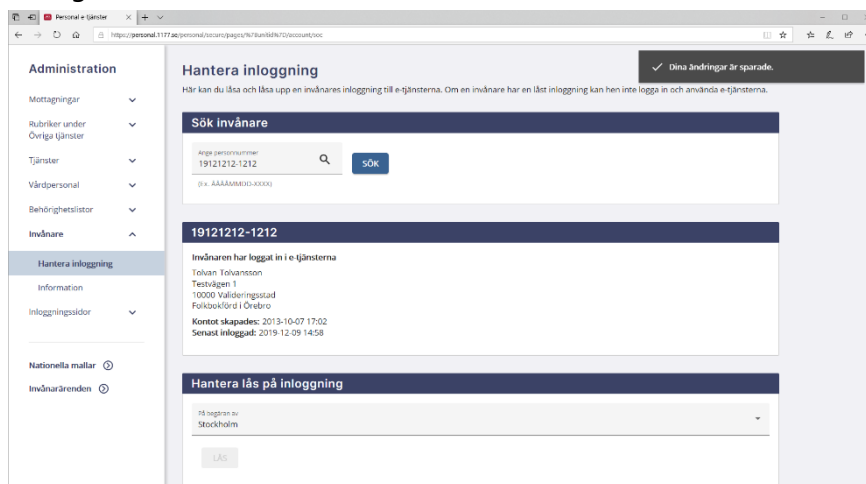 Personal e-tjänster
https://personal.1177.se/personal/secure/pages/%7Bunitid%7D/account/soc
Administration
Mottagningar
Rubriker under
Övriga tjänster
Tjänster
Vårdpersonal
Behörighetslistor
Invånare
Hantera inloggning
Information
Inloggningssidor
Nationella mallar
Invånarärenden
Dina ändringar är sparade.
Hantera inloggning
Här kan du låsa och låsa upp en invånares inloggning till e-tjänsterna. Om en invånare har en låst inloggning kan hen inte logga in och använda e-tjänsterna.
Sök invånare
Ange personnummer
19121212-1212
SÖK
(Ex. ÅÅÅÅMMDD-XXXX)
19121212-1212
Invånaren har loggat in i e-tjänsterna
Tolvan Tolvansson
Testvägen 1
10000 Valideringsstad
Folkbokförd i Örebro
Kontot skapades: 2013-10-07 17:02
Senast inloggad: 2019-12-09 14:58
Hantera lås på inloggning
På begäran av
Stockholm
LÅS